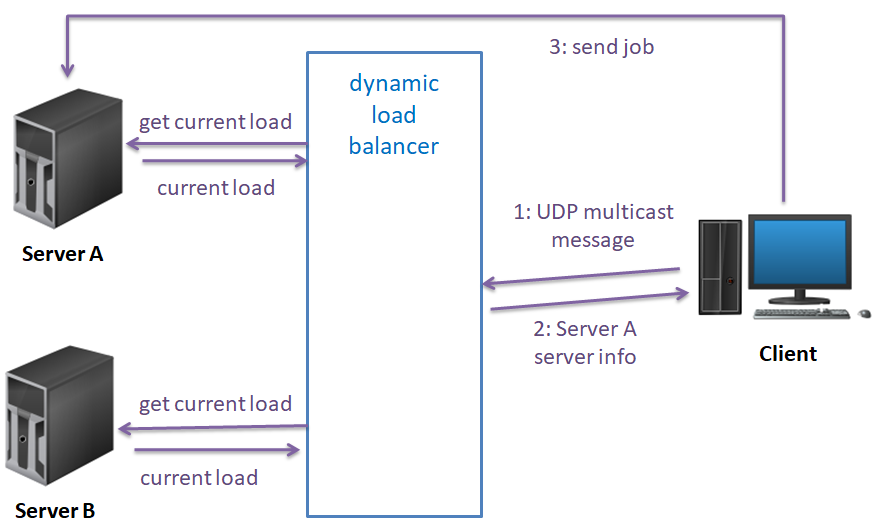 3: send job
dynamic
load
balancer
get current load
current load
Server A
1: UDP multicast
message
2: Server A
server info
Client
get current load
current load
Server B